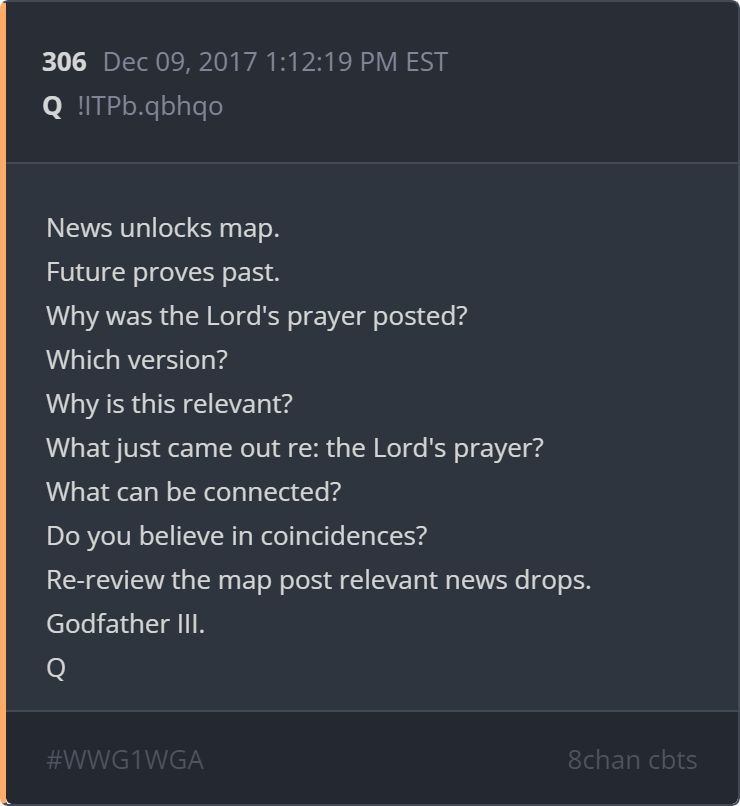 306 Dec 09, 2017 1:12:19 PM EST
Q !ITPb.qbhqo
News unlocks map.
Future proves past.
Why was the Lord's prayer posted?
Which version?
Why is this relevant?
What just came out re: the Lord's prayer?
What can be connected?
Do you believe in coincidences?
Re-review the map post relevant news drops.
Godfather III.
Q
#WWG1WGA 8chan cbts